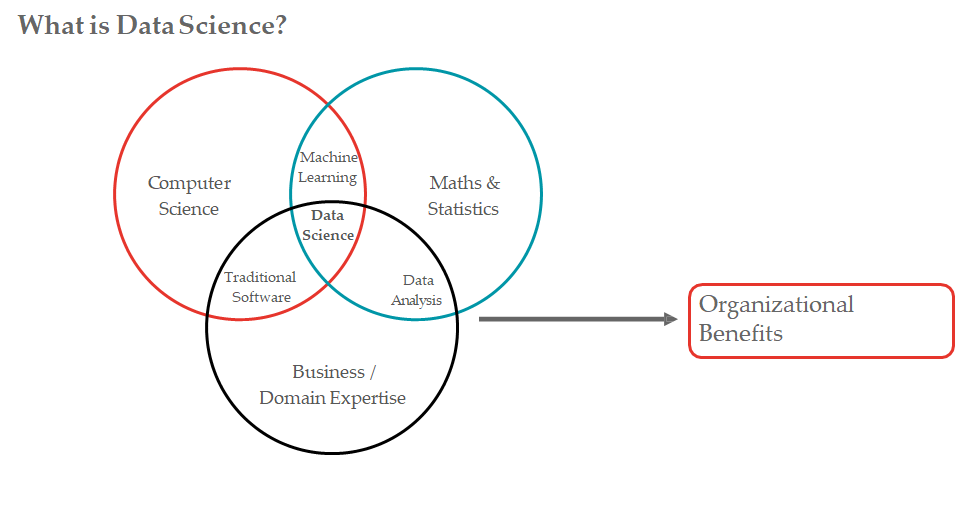 What is Data Science?
Machine
Learning
Computer
Science
Maths &
Statistics
Data
Science
Traditional
Software
Data
Analysis
Organizational
Benefits
Business /
Domain Expertise